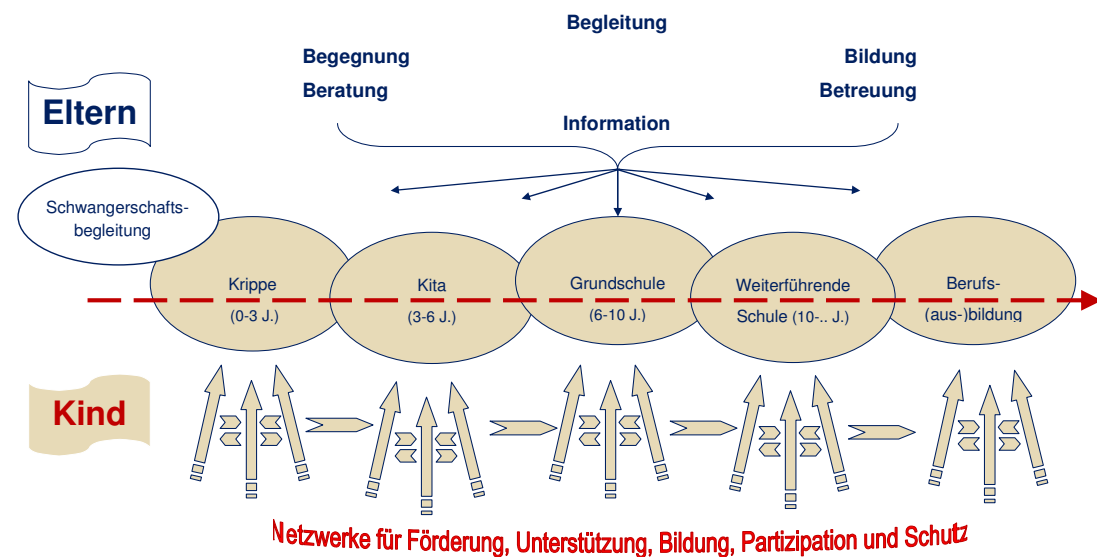 Begleitung
Begegnung
Bildung
Beratung
Betreuung
Eltern
Information
Schwangerschafts-
begleitung
Krippe
(0-3 J.)
Kita
(3-6 J.)
Grundschule
(6-10 J.)
Weiterführende
Schule (10-.. J.)
Berufs-
(aus-)bildung
Kind
Netzwerke für Förderung, Unterstützung, Bildung, Partizipation und Schutz